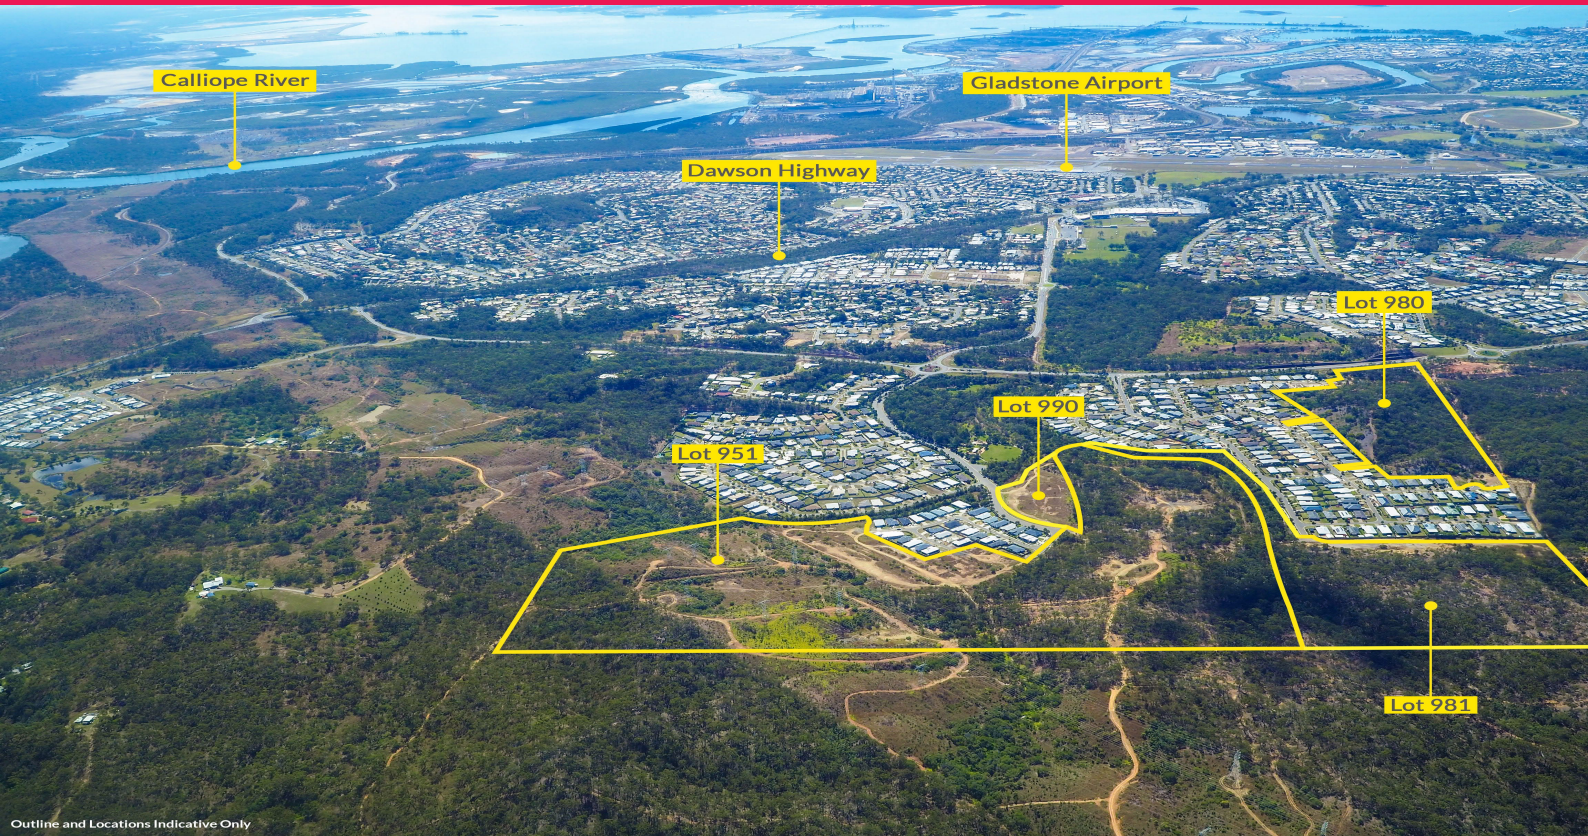 Calliope River
Gladstone Airport
Dawson Highway
Lot 980
Lot 990
Lot 951
Lot 981
Outline and Locations Indicative Only